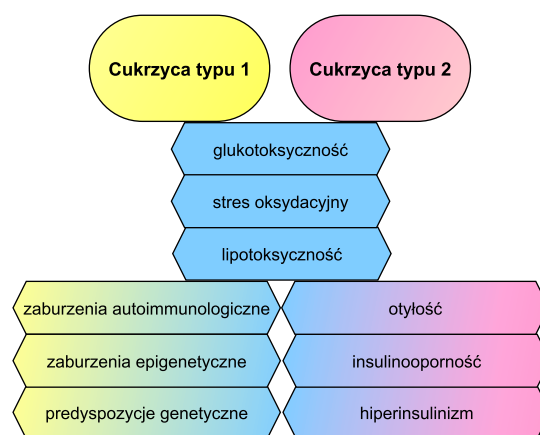 Cukrzyca typu 1
Cukrzyca typu 2
glukotoksyczność
stres oksydacyjny
lipotoksyczność
zaburzenia autoimmunologiczne
otyłość
zaburzenia epigenetyczne
insulinooporność
predyspozycje genetyczne
hiperinsulinizm